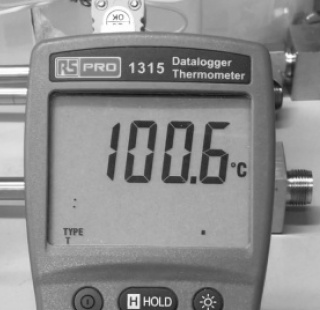 RS PRO 1315 Datalogger
Thermometer
100.6 °C
TYPE
T
H HOLD